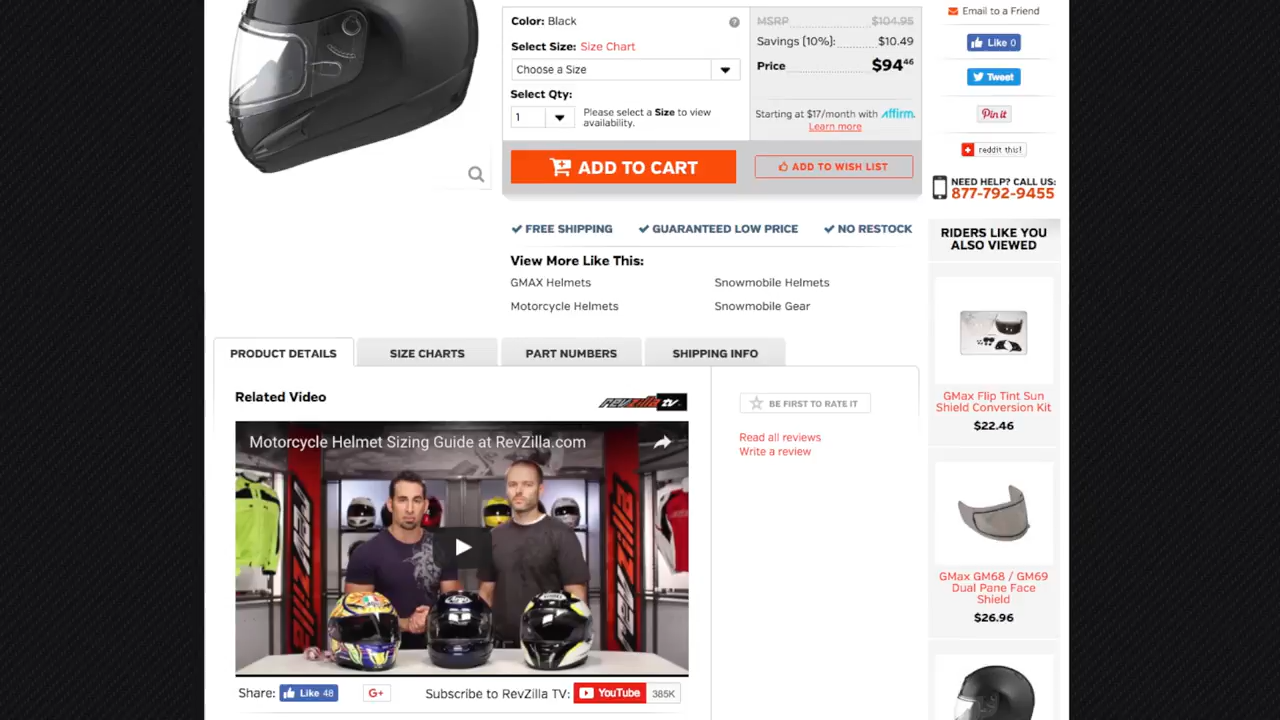 Color: Black
?
Select Size: Size Chart
Choose a Size
Select Qty:
1
Please select a Size to view
availability.
MSRP $104.95
Savings (10%): $10.49
Price $94.46
Starting at $17/month with affirm.
Learn more
ADD TO CART
ADD TO WISH LIST
Email to a Friend
Like 0
Tweet
Pin it
reddit this!
NEED HELP? CALL US:
877-792-9455
FREE SHIPPING
GUARANTEED LOW PRICE
NO RESTOCK
View More Like This:
GMAX Helmets
Snowmobile Helmets
Motorcycle Helmets
Snowmobile Gear
RIDERS LIKE YOU
ALSO VIEWED
GMax Flip Tint Sun
Shield Conversion Kit
$22.46
GMax GM68 / GM69
Dual Pane Face
Shield
$26.96
PRODUCT DETAILS
SIZE CHARTS
PART NUMBERS
SHIPPING INFO
Related Video
REVZILLA tv
Motorcycle Helmet Sizing Guide at RevZilla.com
REVZILLA
BE FIRST TO RATE IT
Read all reviews
Write a review
Share:
Like 48
G+
Subscribe to RevZilla TV:
YouTube
385K